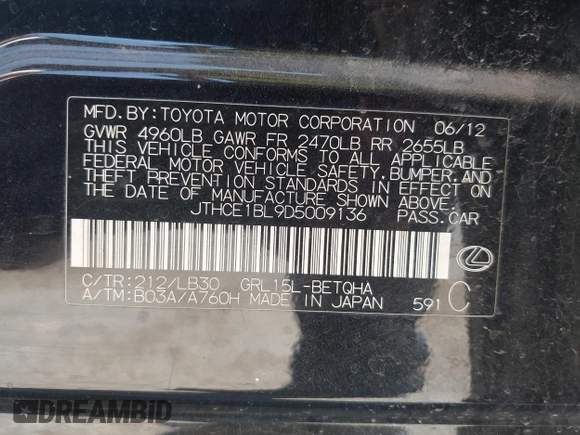 MFD.BY:TOYOTA MOTOR CORPORATION 06/12
GVWR 4960LB GAWR FR 2470LB RR 2655LB
THIS VEHICLE CONFORMS TO ALL APPLICABLE
FEDERAL MOTOR VEHICLE SAFETY,BUMPER,AND
THEFT PREVENTION STANDARDS IN EFFECT ON
THE DATE OF MANUFACTURE SHOWN ABOVE.
JTHCE1BL9D5009136 PASS.CAR
C/TR:212/LB30 GRL15L-BETQHA
A/TM:B03A/A760H MADE IN JAPAN 591 C
DREAMBID